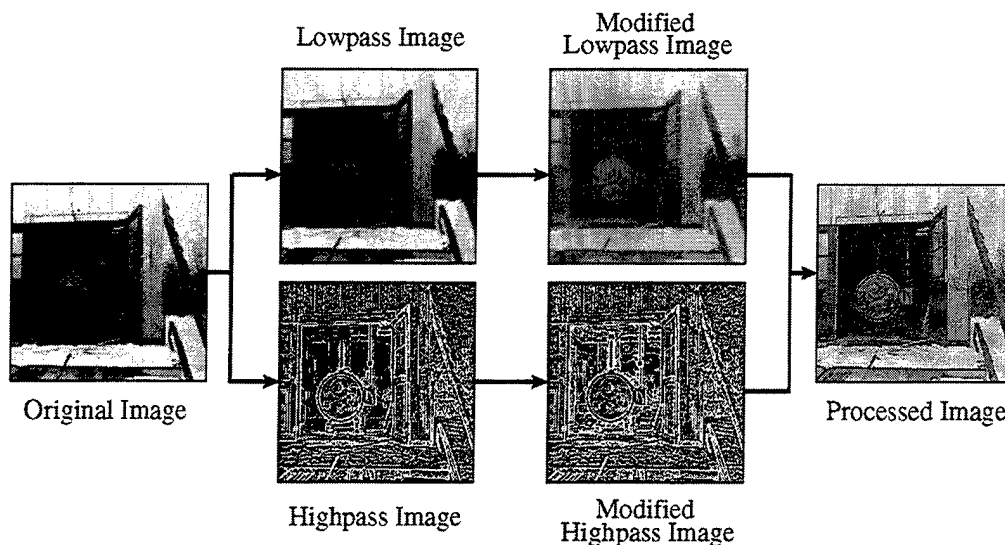 Lowpass Image
Modified
Lowpass Image
Original Image
Processed Image
Highpass Image
Modified
Highpass Image